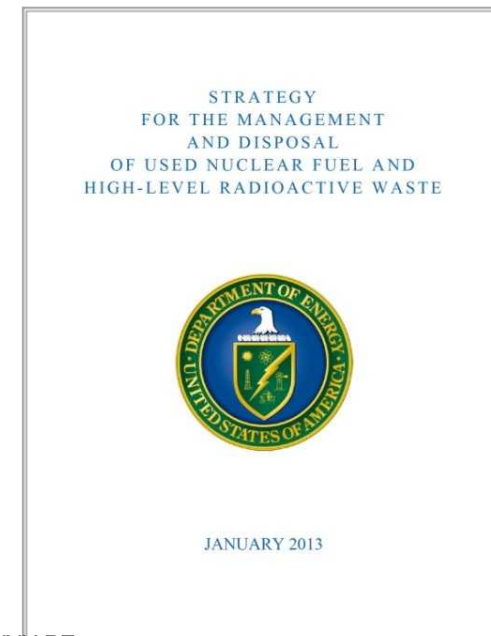 STRATEGY
FOR THE MANAGEMENT
AND DISPOSAL
OF USED NUCLEAR FUEL AND
HIGH-LEVEL RADIOACTIVE WASTE
DEPARTMENT OF ENERGY
UNITED STATES OF AMERICA
JANUARY 2013